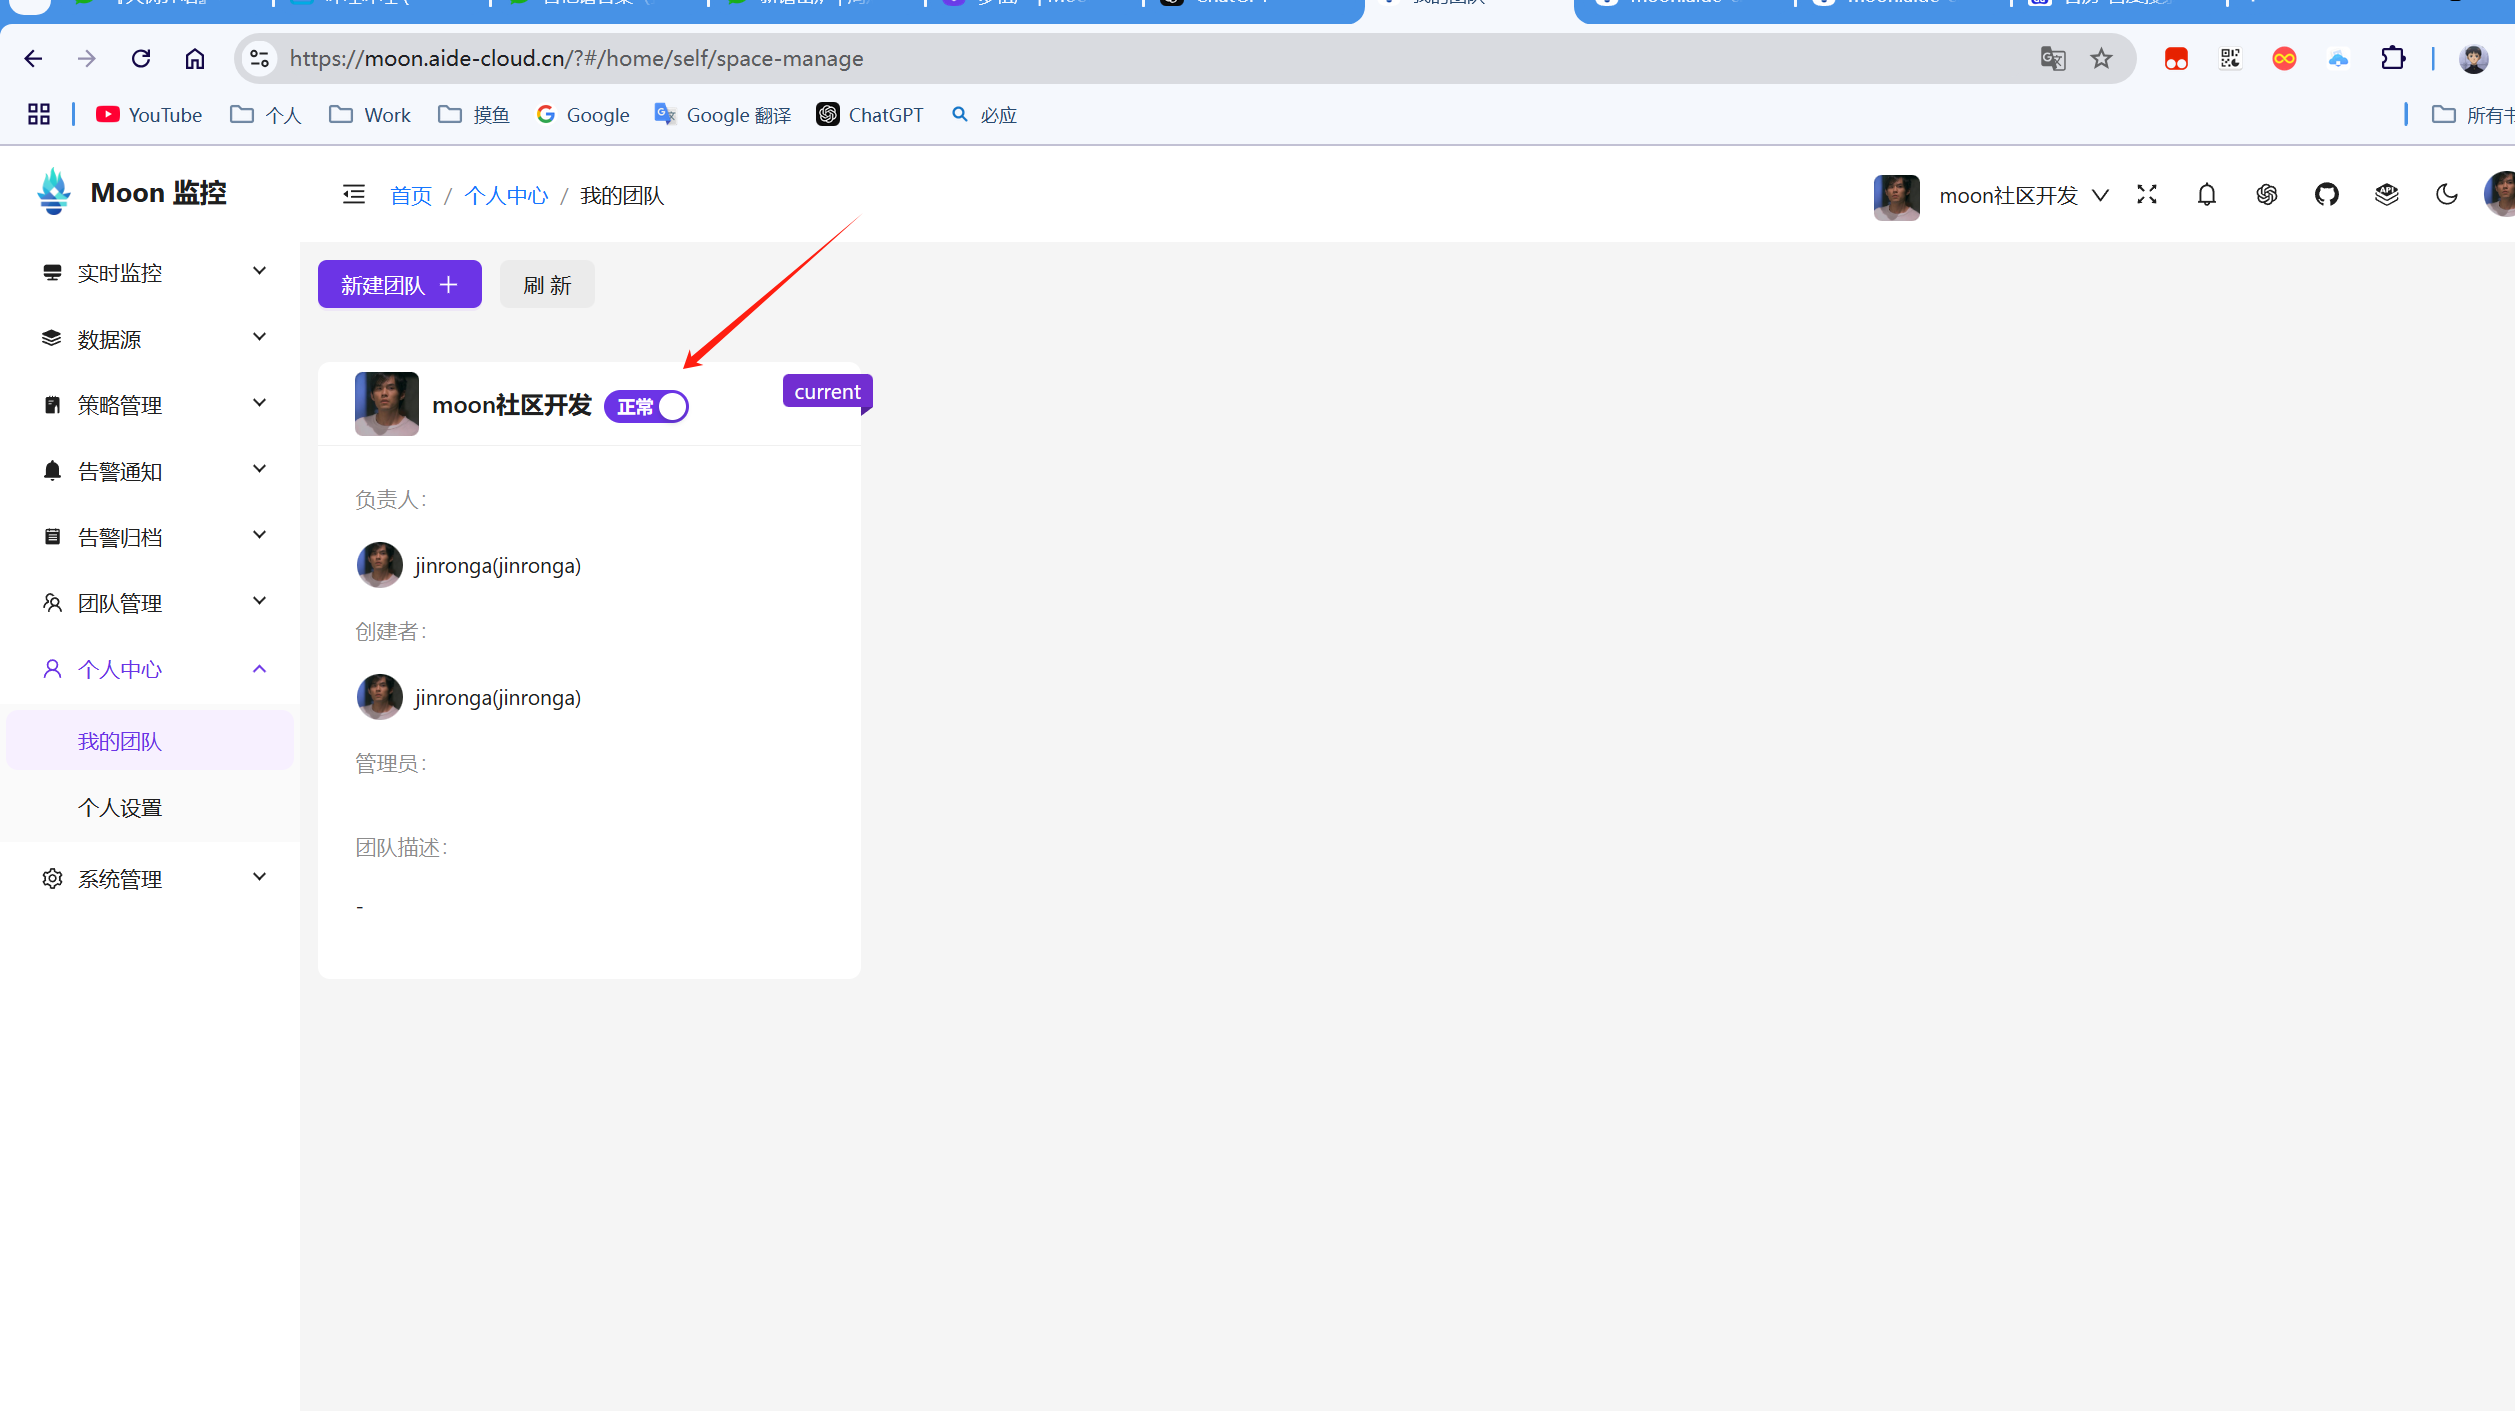 ChatGPT
我的团队
https://moon.aide-cloud.cn/?#/home/self/space-manage
YouTube
个人
Work
摸鱼
Google
Google 翻译
ChatGPT
必应
所有书
Moon 监控
首页 / 个人中心 / 我的团队
moon社区开发
实时监控
数据源
策略管理
告警通知
告警归档
团队管理
个人中心
我的团队
个人设置
系统管理
新建团队
刷 新
moon社区开发
正常
current
负责人：
jinronga(jinronga)
创建者：
jinronga(jinronga)
管理员：
团队描述：
-